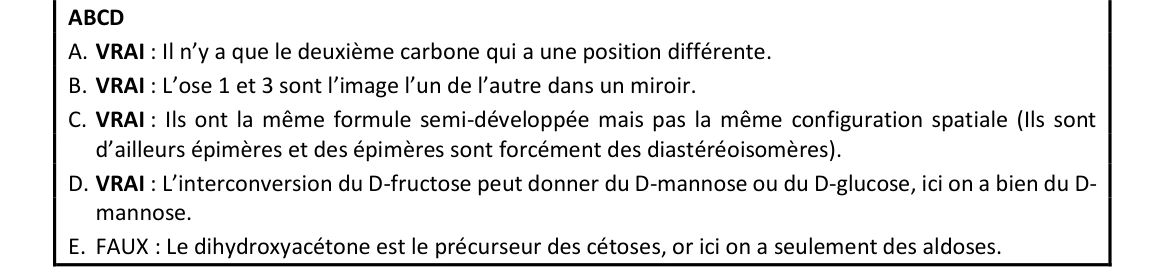 ABCD
A. VRAI : Il n’y a que le deuxième carbone qui a une position différente.
B. VRAI : L’ose 1 et 3 sont l’image l’un de l’autre dans un miroir.
C. VRAI : Ils ont la même formule semi-développée mais pas la même configuration spatiale (Ils sont
d’ailleurs épimères et des épimères sont forcément des diastéréoisomères).
D. VRAI : L’interconversion du D-fructose peut donner du D-mannose ou du D-glucose, ici on a bien du D-
mannose.
E. FAUX : Le dihydroxyacétone est le précurseur des cétoses, or ici on a seulement des aldoses.